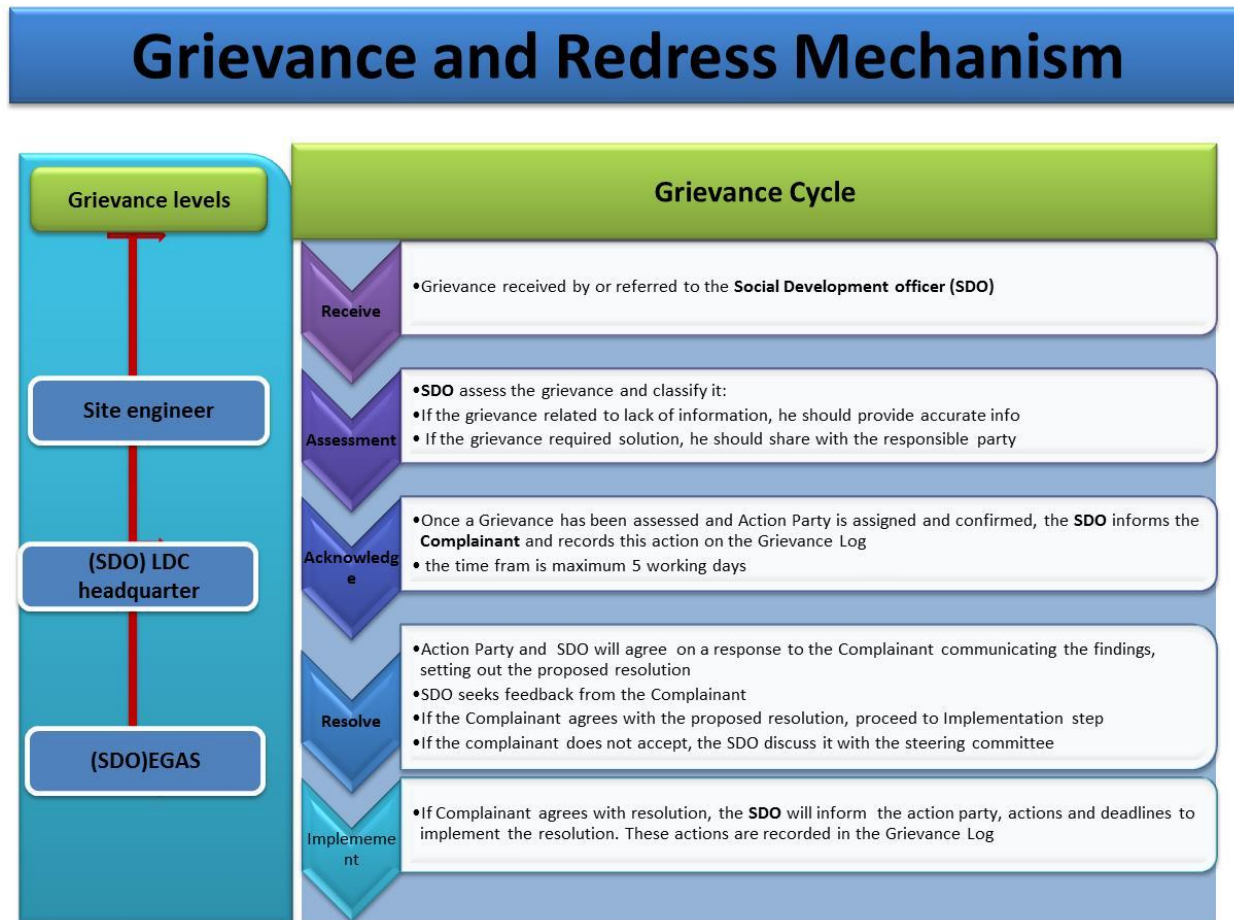 Grievance and Redress Mechanism
Grievance levels
Site engineer
(SDO) LDC
headquarter
(SDO)EGAS
Grievance Cycle
Receive
•Grievance received by or referred to the Social Development officer (SDO)
Assessment
•SDO assess the grievance and classify it:
•If the grievance related to lack of information, he should provide accurate info
• If the grievance required solution, he should share with the responsible party
Acknowledg
e
•Once a Grievance has been assessed and Action Party is assigned and confirmed, the SDO informs the
Complainant and records this action on the Grievance Log
• the time fram is maximum 5 working days
Resolve
•Action Party and SDO will agree on a response to the Complainant communicating the findings,
setting out the proposed resolution
•SDO seeks feedback from the Complainant
•If the Complainant agrees with the proposed resolution, proceed to Implementation step
•If the complainant does not accept, the SDO discuss it with the steering committee
Implememe
nt
•If Complainant agrees with resolution, the SDO will inform the action party, actions and deadlines to
implement the resolution. These actions are recorded in the Grievance Log